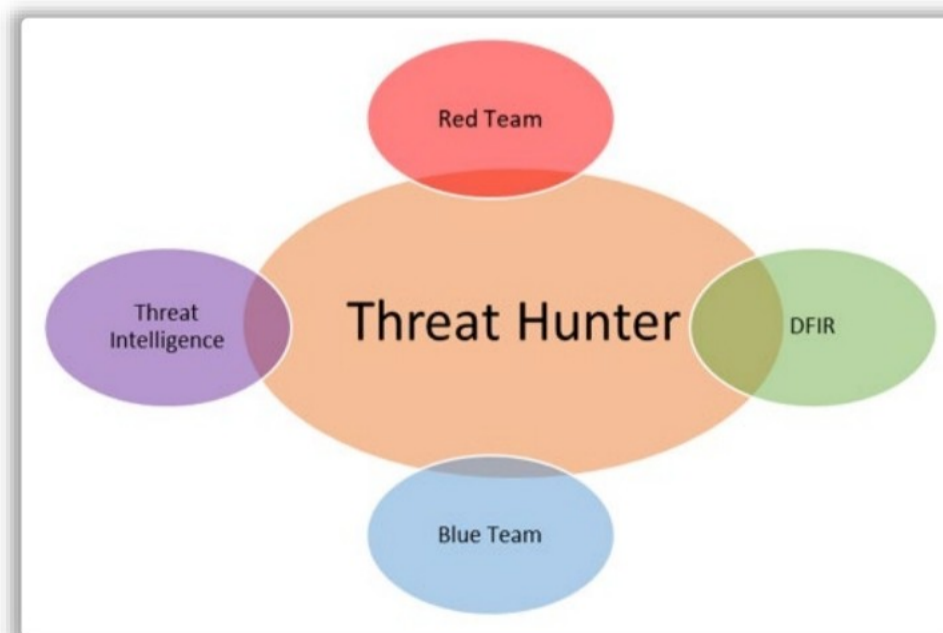 Red Team
Threat
Intelligence
Threat Hunter
DFIR
Blue Team